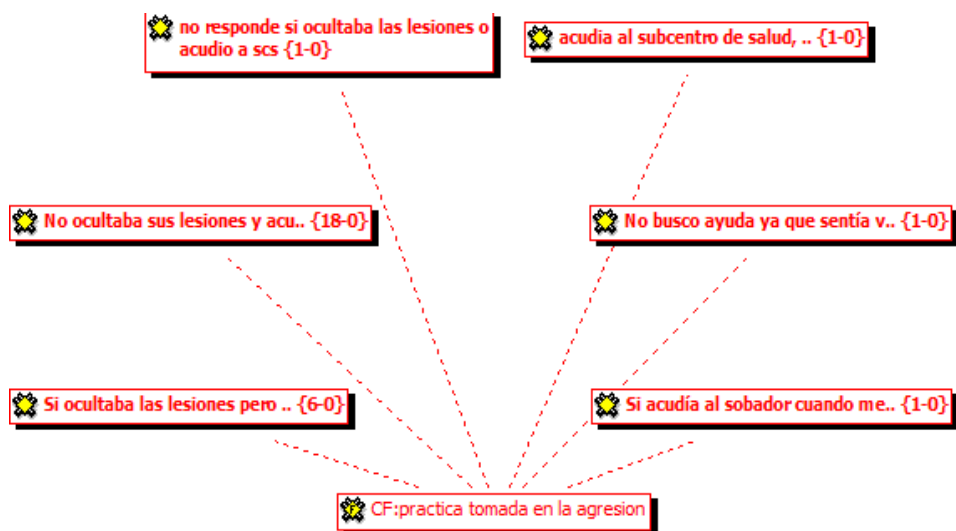 no responde si ocultaba las lesiones o
acudio a scs {1-0}
acudia al subcentro de salud, .. {1-0}
No ocultaba sus lesiones y acu.. {18-0}
No busco ayuda ya que sentía v.. {1-0}
Si ocultaba las lesiones pero .. {6-0}
Si acudía al sobador cuando me.. {1-0}
F CF:practica tomada en la agresion